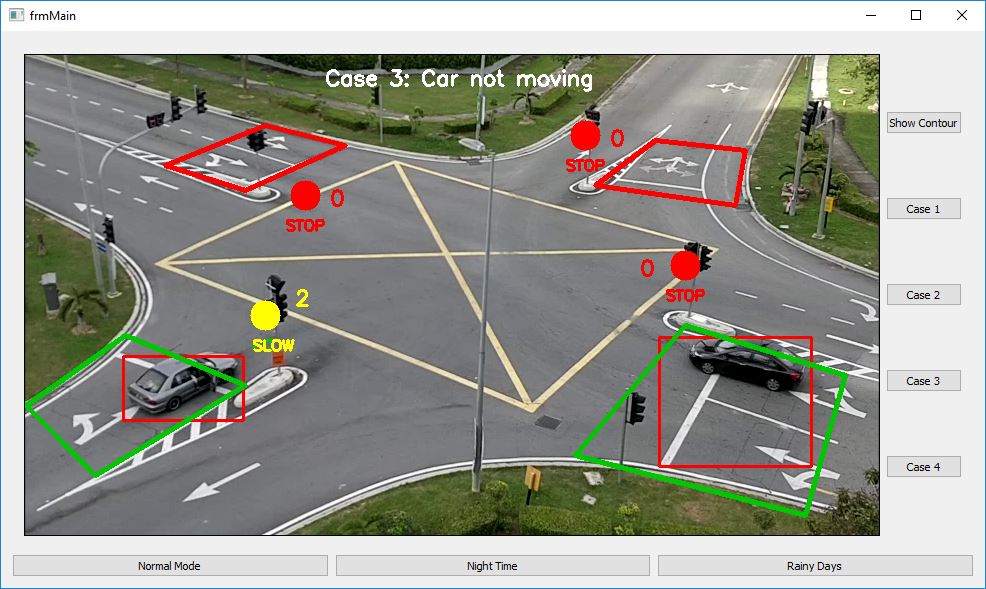 frmMain
Case 3: Car not moving
0
STOP
0
STOP
0
STOP
2
SLOW
Show Contour
Case 1
Case 2
Case 3
Case 4
Normal Mode
Night Time
Rainy Days